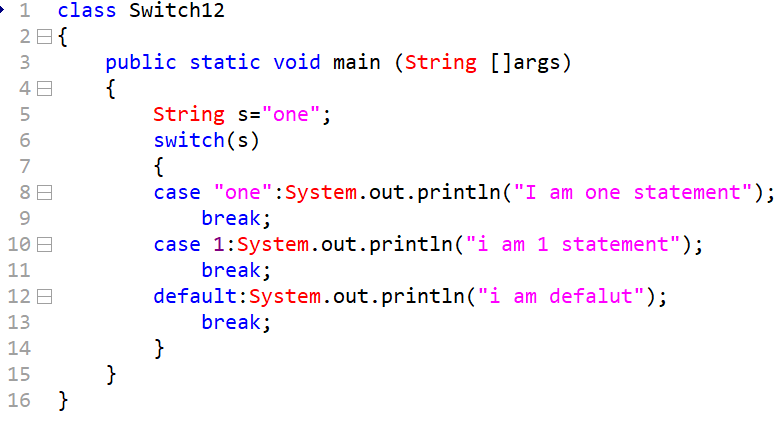 1 class Switch12
2 {
3     public static void main (String []args)
4     {
5         String s="one";
6         switch(s)
7         {
8         case "one":System.out.println("I am one statement");
9             break;
10         case 1:System.out.println("i am 1 statement");
11             break;
12         default:System.out.println("i am defalut");
13             break;
14         }
15     }
16 }